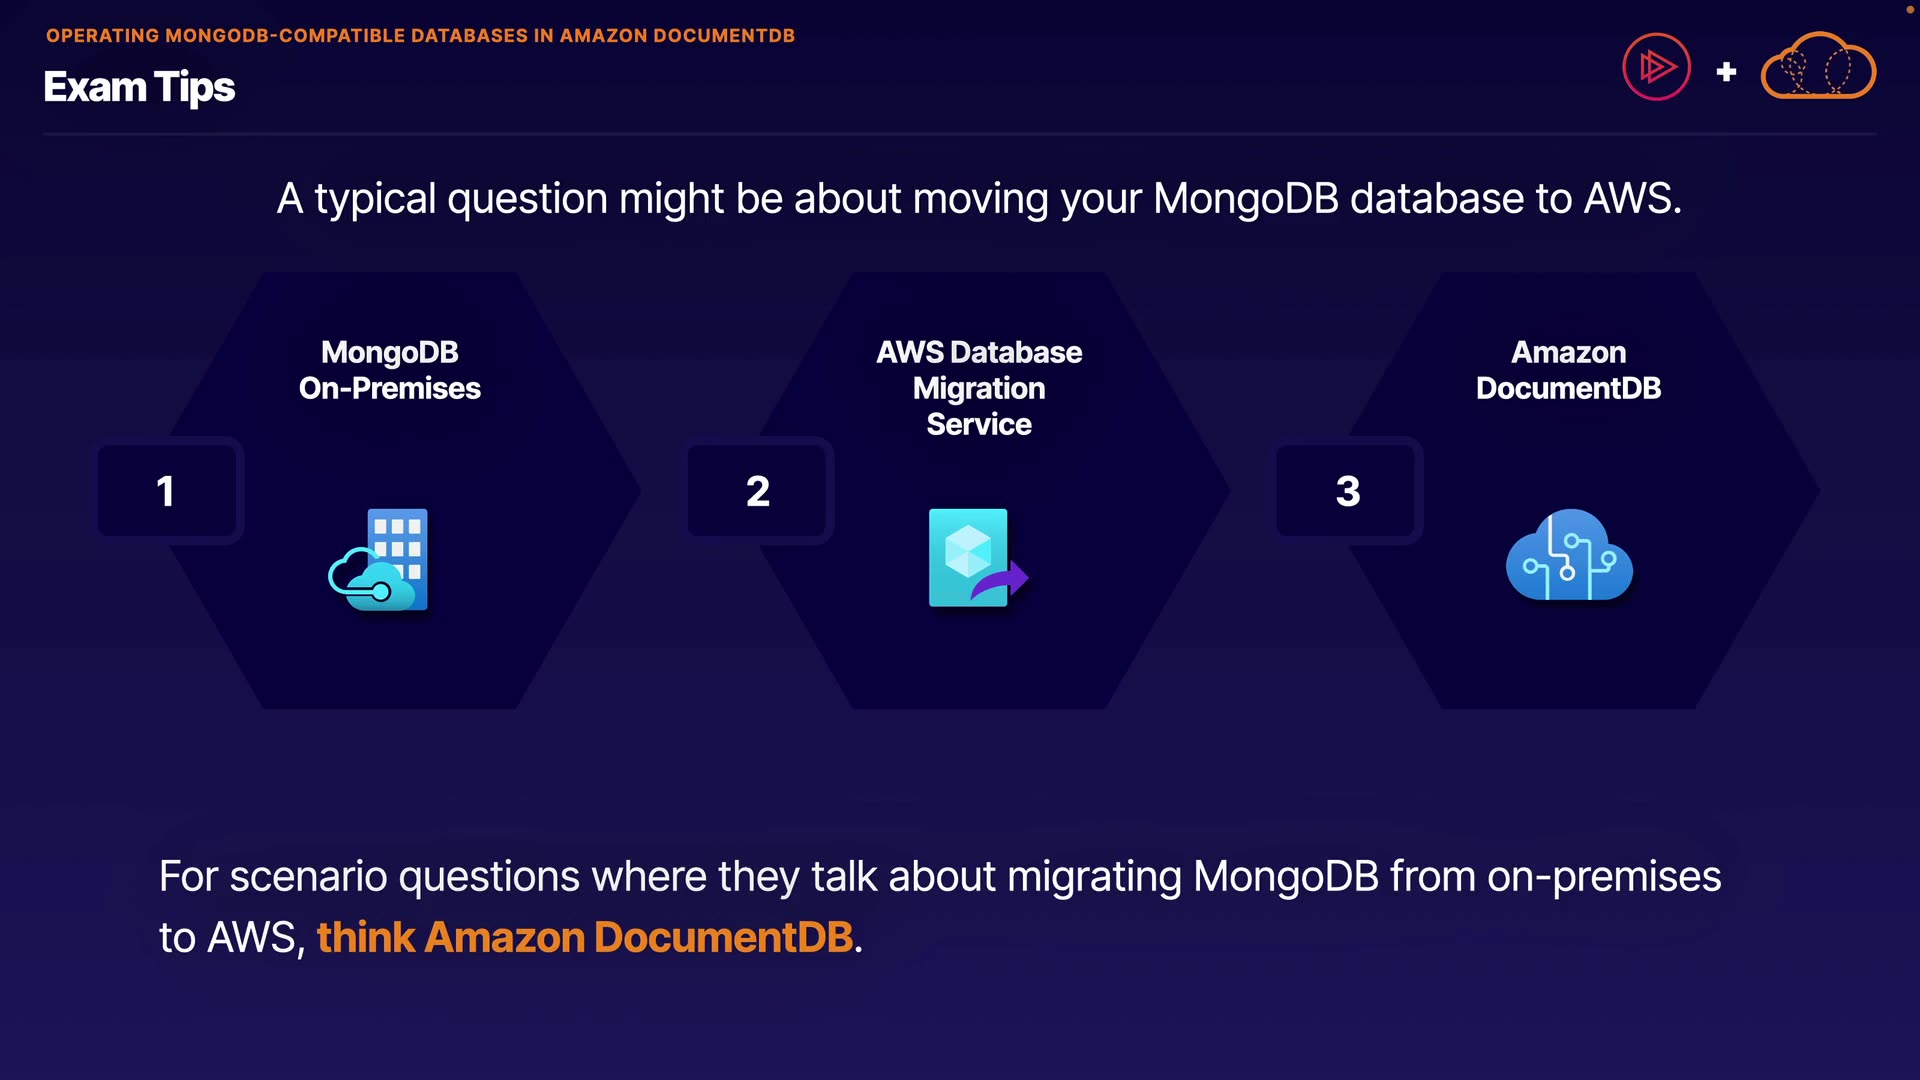 OPERATING MONGODB-COMPATIBLE DATABASES IN AMAZON DOCUMENTDB
Exam Tips
+
A typical question might be about moving your MongoDB database to AWS.
MongoDB
On-Premises
1
AWS Database
Migration
Service
2
Amazon
DocumentDB
3
For scenario questions where they talk about migrating MongoDB from on-premises
to AWS, think Amazon DocumentDB.